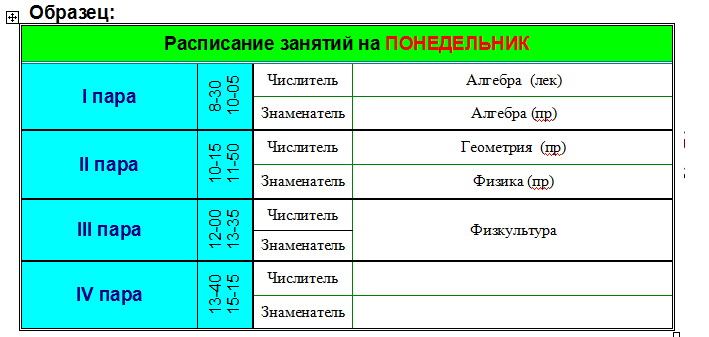 Образец:
Расписание занятий на ПОНЕДЕЛЬНИК
I пара
8-30
10-05
Числитель
Алгебра (лек)
Знаменатель
Алгебра (пр)
II пара
10-15
11-50
Числитель
Геометрия (пр)
Знаменатель
Физика (пр)
III пара
12-00
13-35
Числитель
Физкультура
Знаменатель
IV пара
13-40
15-15
Числитель
Знаменатель